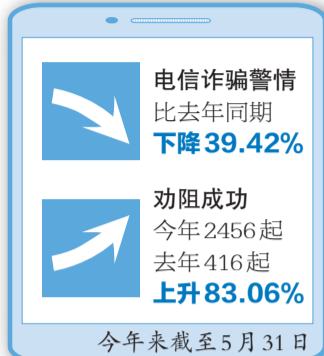 电信诈骗警情
比去年同期
下降39.42%
劝阻成功
今年2456起
去年416起
上升83.06%
今年来截至5月31日